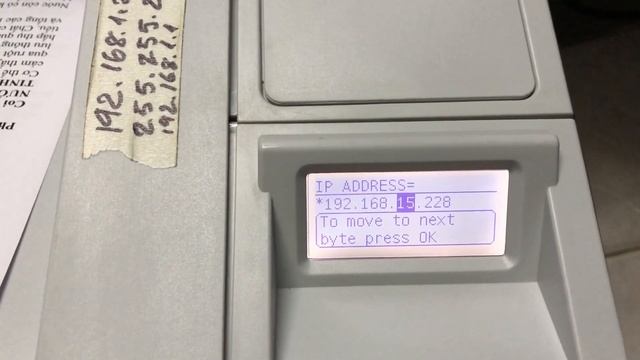 192.168.1.2
255.255.2
192.168.1.1
IP ADDRESS=
*192.168.15.228
To move to next
byte press OK